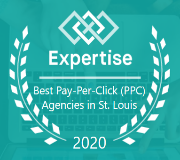 Expertise
Best Pay-Per-Click (PPC)
Agencies in St. Louis
2020